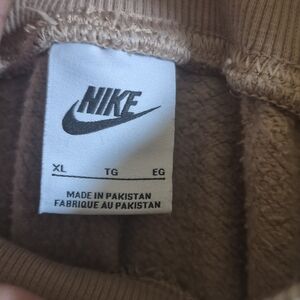 NIKE
XL TG EG
MADE IN PAKISTAN
FABRIQUE AU PAKISTAN